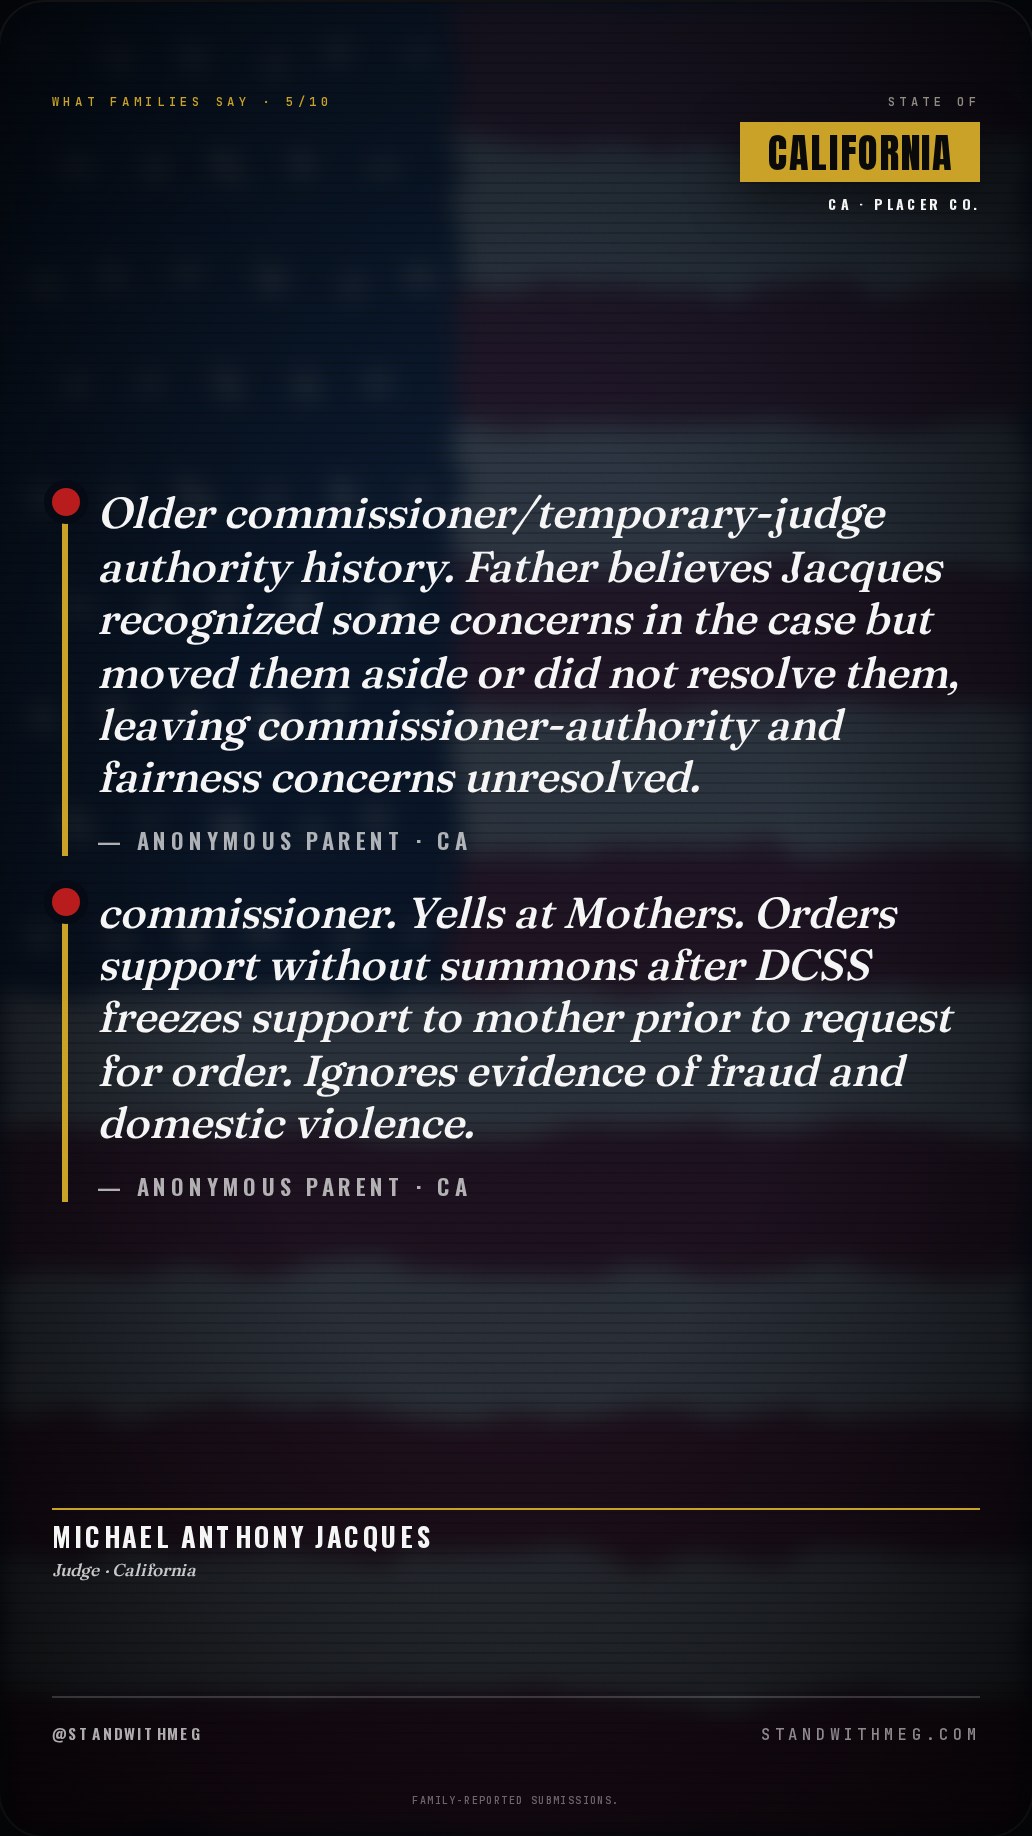 WHAT FAMILIES SAY · 5/10
STATE OF
CALIFORNIA
CA · PLACER CO.
Older commissioner/temporary-judge
authority history. Father believes Jacques
recognized some concerns in the case but
moved them aside or did not resolve them,
leaving commissioner-authority and
fairness concerns unresolved.
— ANONYMOUS PARENT · CA
commissioner. Yells at Mothers. Orders
support without summons after DCSS
freezes support to mother prior to request
for order. Ignores evidence of fraud and
domestic violence.
— ANONYMOUS PARENT · CA
MICHAEL ANTHONY JACQUES
Judge · California
@STANDWITHMEG
STANDWITHMEG.COM
FAMILY-REPORTED SUBMISSIONS.